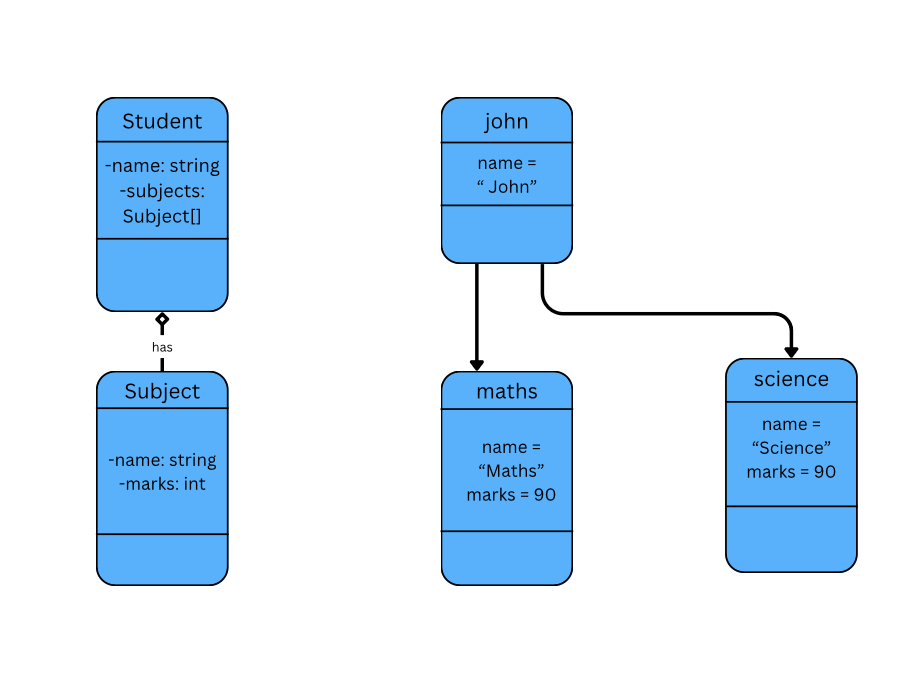 Student
-name: string
-subjects:
Subject[]
has
Subject
-name: string
-marks: int
john
name =
“ John”
maths
name =
“Maths”
marks = 90
science
name =
“Science”
marks = 90